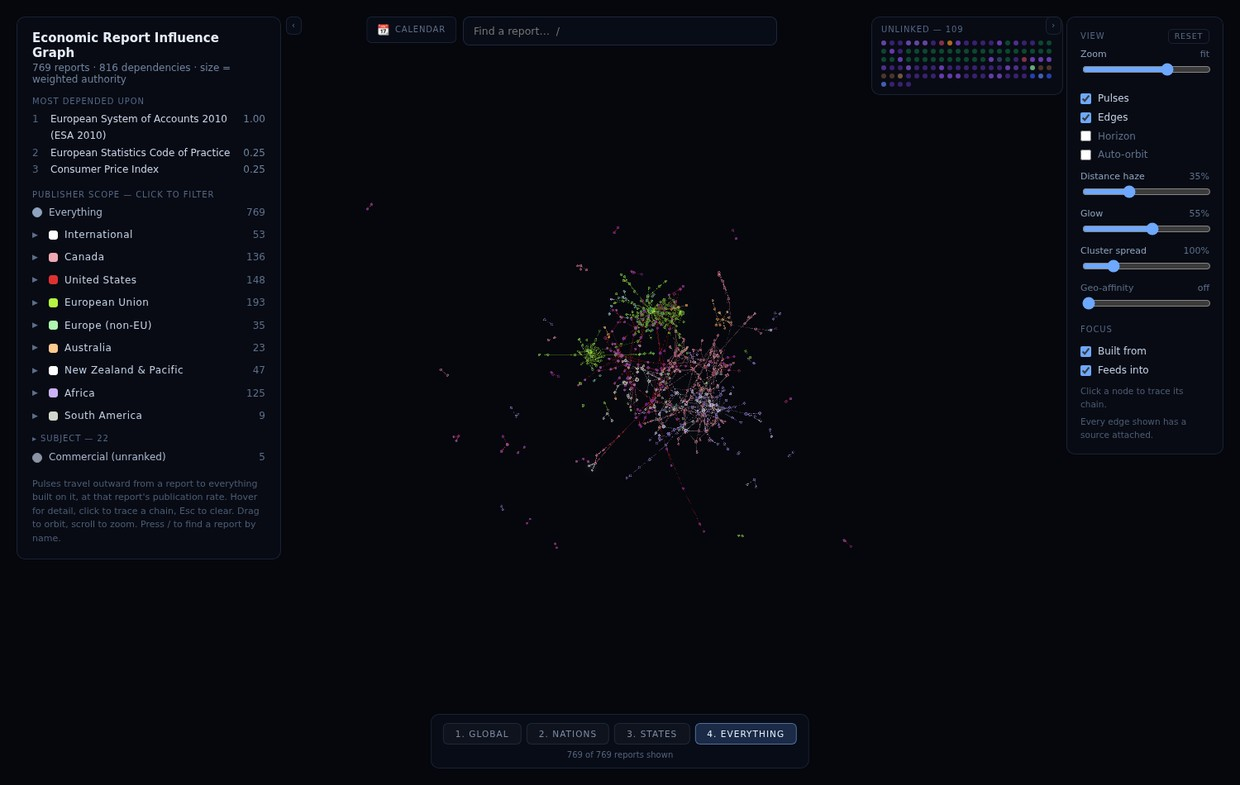 Economic Report Influence
Graph
769 reports · 816 dependencies · size =
weighted authority
MOST DEPENDED UPON
1 European System of Accounts 2010 1.00
(ESA 2010)
2 European Statistics Code of Practice 0.25
3 Consumer Price Index 0.25
PUBLISHER SCOPE — CLICK TO FILTER
Everything 769
▶ International 53
▶ Canada 136
▶ United States 148
▶ European Union 193
▶ Europe (non-EU) 35
▶ Australia 23
▶ New Zealand & Pacific 47
▶ Africa 125
▶ South America 9
▸ SUBJECT — 22
Commercial (unranked) 5
Pulses travel outward from a report to everything
built on it, at that report's publication rate. Hover
for detail, click to trace a chain, Esc to clear. Drag
to orbit, scroll to zoom. Press / to find a report by
name.
‹
CALENDAR
Find a report... /
UNLINKED — 109
›
VIEW RESET
Zoom fit
Pulses
Edges
Horizon
Auto-orbit
Distance haze 35%
Glow 55%
Cluster spread 100%
Geo-affinity off
FOCUS
Built from
Feeds into
Click a node to trace its
chain.
Every edge shown has a
source attached.
1. GLOBAL 2. NATIONS 3. STATES 4. EVERYTHING
769 of 769 reports shown